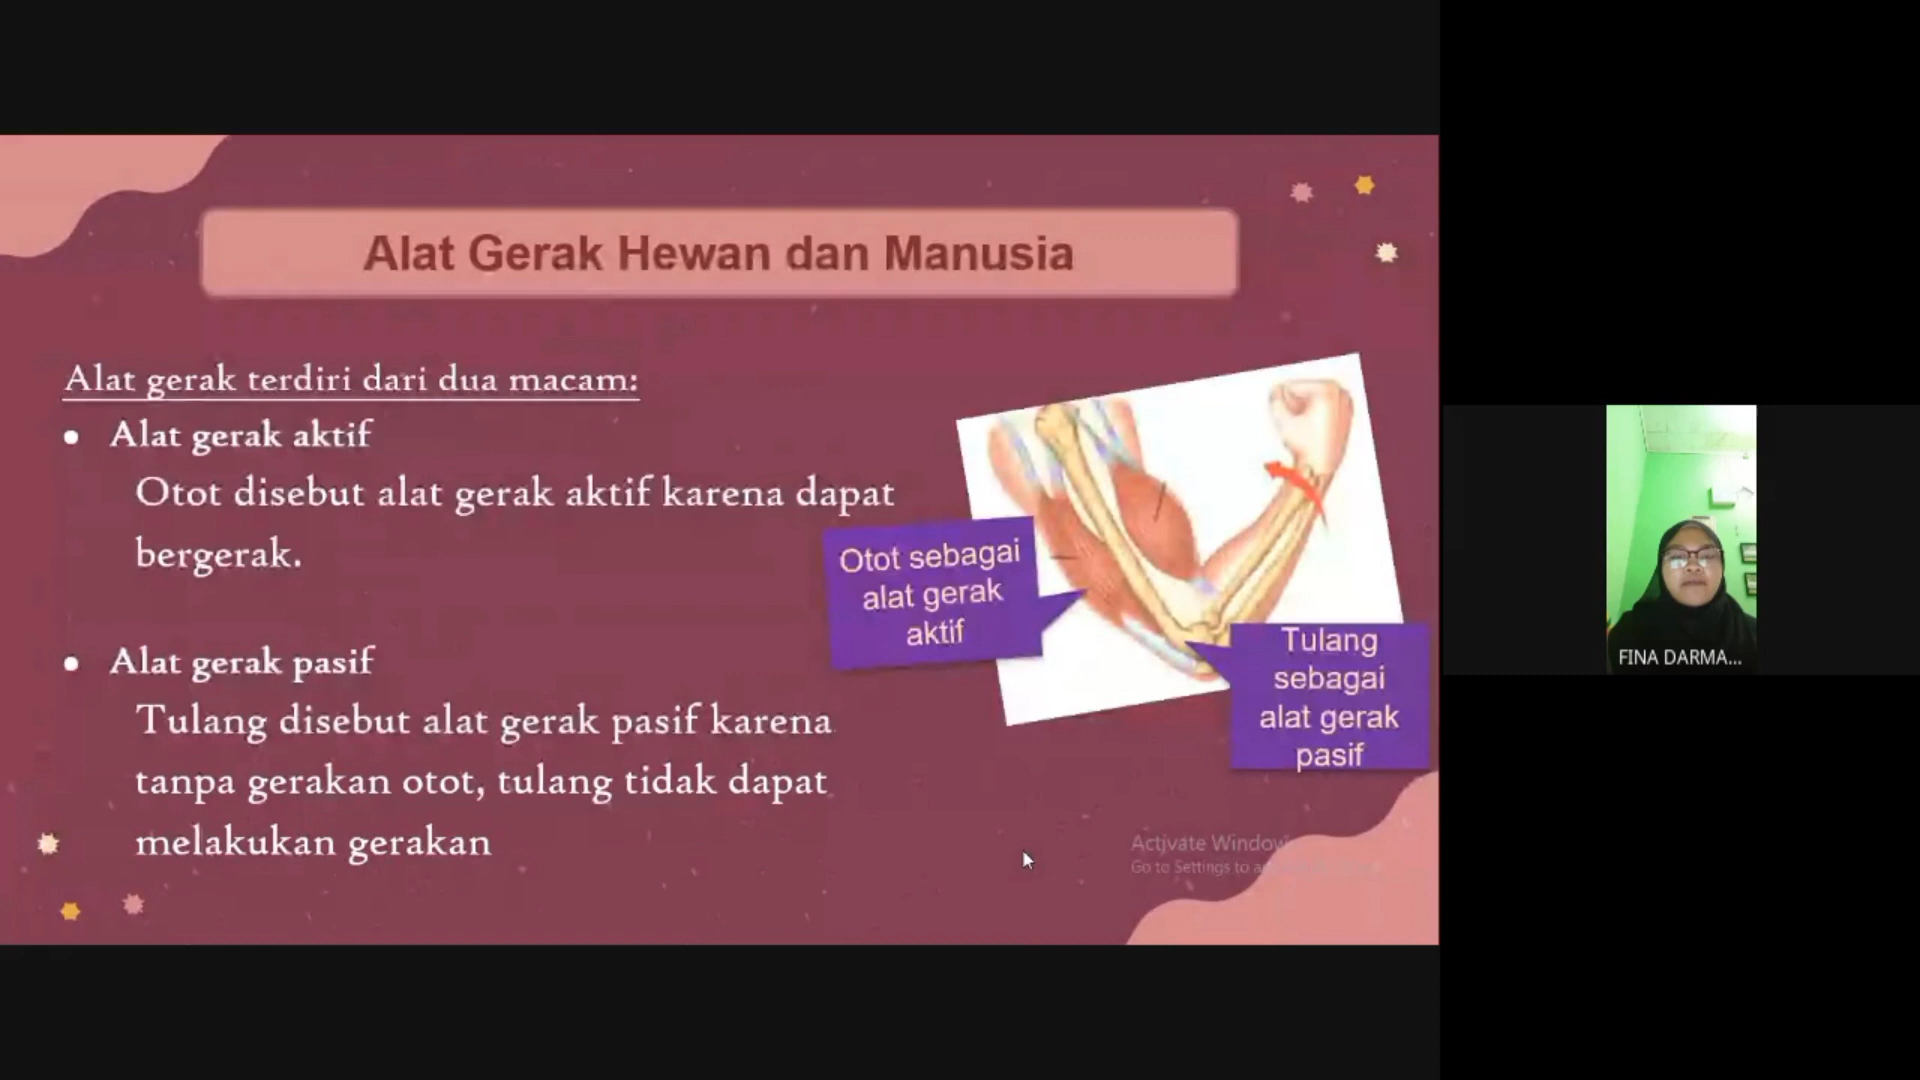 Alat Gerak Hewan dan Manusia
Alat gerak terdiri dari dua macam:
• Alat gerak aktif
Otot disebut alat gerak aktif karena dapat
bergerak.
• Alat gerak pasif
Tulang disebut alat gerak pasif karena
tanpa gerakan otot, tulang tidak dapat
melakukan gerakan
Otot sebagai
alat gerak
aktif
Tulang
sebagai
alat gerak
pasif
Activate Windows
Go to Settings to
FINA DARMA...